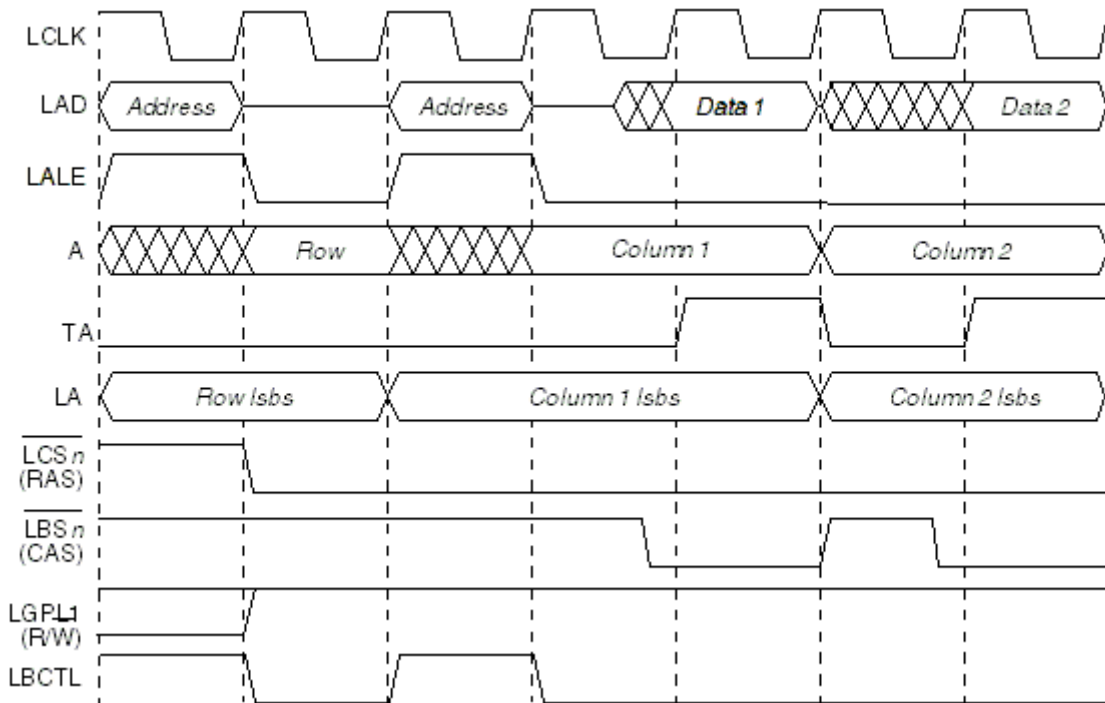 LCLK
LAD Address Address Data 1 Data 2
LALE
A Row Column 1 Column 2
TA
LA Row lsbs Column 1 lsbs Column 2 lsbs
LCSn
(RAS)
LBSn
(CAS)
LGPL1
(R/W)
LBCTL